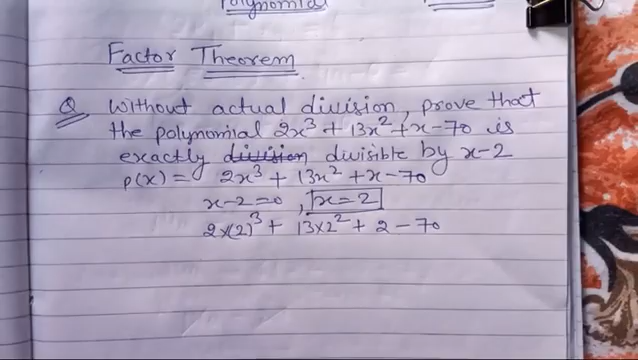 Polynomial
Factor Theorem
Q Without actual division, prove that
the polynomial 2x³ + 13x² + x - 70 is
exactly division divisible by x - 2
p(x) = 2x³ + 13x² + x - 70
x - 2 = 0, x = 2
2×(2)³ + 13×2² + 2 - 70